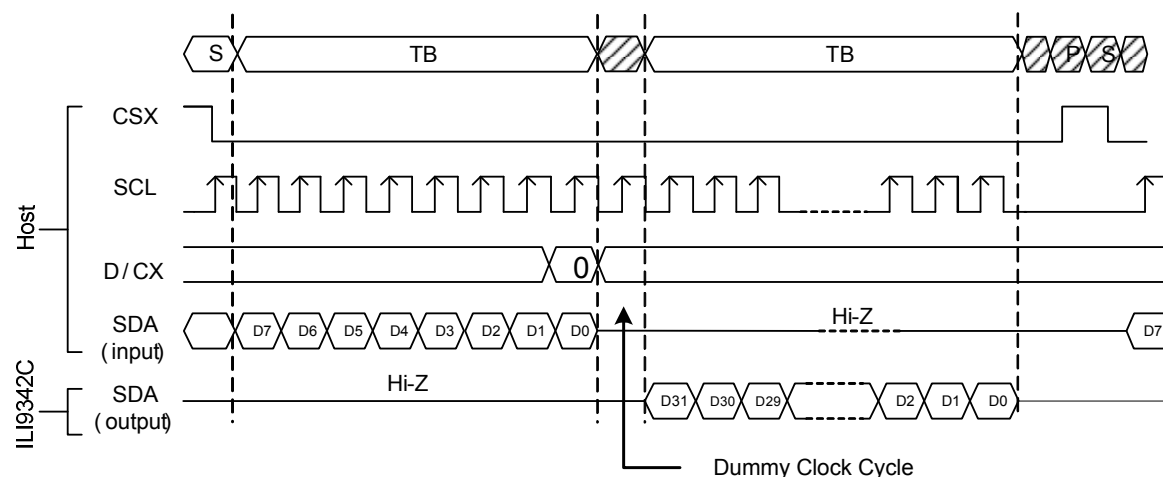 S TB TB P S
CSX
SCL
D/CX 0
SDA
(input) D7 D6 D5 D4 D3 D2 D1 D0 Hi-Z D7
SDA
(output) Hi-Z D31 D30 D29 D2 D1 D0
Host
ILI9342C
Dummy Clock Cycle